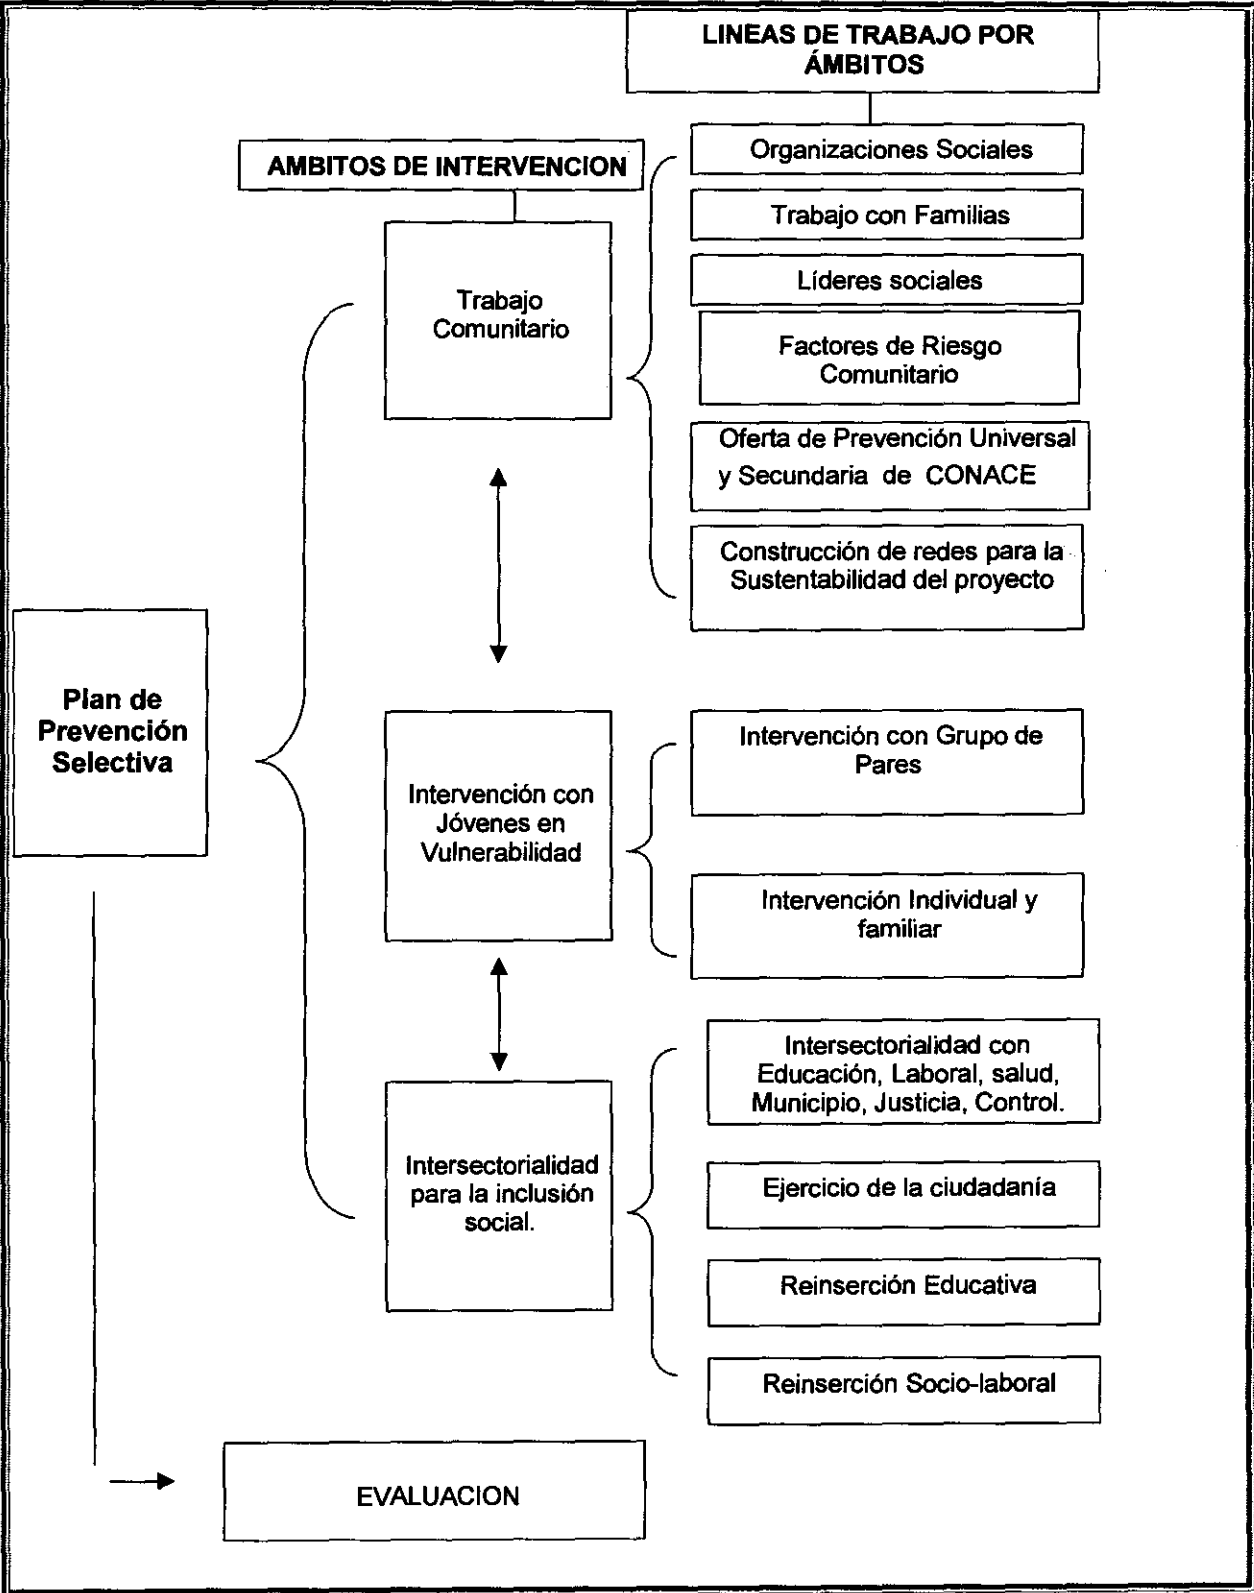 LINEAS DE TRABAJO POR
ÁMBITOS
AMBITOS DE INTERVENCION
Organizaciones Sociales
Trabajo con Familias
Líderes sociales
Factores de Riesgo
Comunitario
Oferta de Prevención Universal
y Secundaria de CONACE
Construcción de redes para la
Sustentabilidad del proyecto
Trabajo
Comunitario
Plan de
Prevención
Selectiva
Intervención con
Jóvenes en
Vulnerabilidad
Intervención con Grupo de
Pares
Intervención Individual y
familiar
Intersectorialidad
para la inclusión
social.
Intersectorialidad con
Educación, Laboral, salud,
Municipio, Justicia, Control.
Ejercicio de la ciudadanía
Reinserción Educativa
Reinserción Socio-laboral
EVALUACION